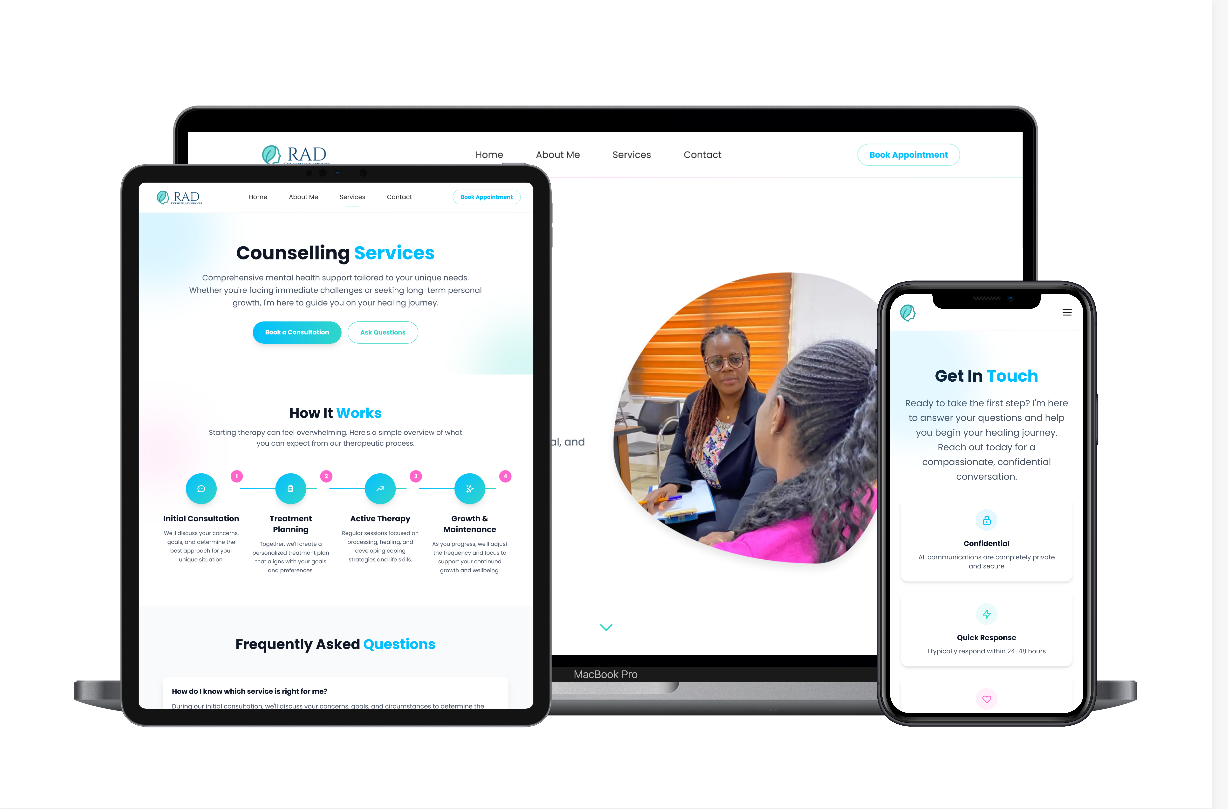 RAD
Home
About Me
Services
Contact
Book Appointment
al, and
MacBook Pro
RAD
Home
About Me
Services
Contact
Book Appointment
Counselling Services
Comprehensive mental health support tailored to your unique needs.
Whether you're facing immediate challenges or seeking long-term personal
growth, I'm here to guide you on your healing journey.
Book a Consultation
Ask Questions
How It Works
Starting therapy can feel overwhelming. Here's a simple overview of what
you can expect from our therapeutic process.
1
2
3
4
Initial Consultation
We'll discuss your concerns,
goals, and determine the
best approach for your
unique situation.
Treatment
Planning
Together, we'll create a
personalized treatment plan
that aligns with your goals
and preferences.
Active Therapy
Regular sessions focused on
processing, healing, and
developing coping
strategies and life skills.
Growth &
Maintenance
As you progress, we'll adjust
the frequency and focus to
support your continued
growth and wellbeing.
Frequently Asked Questions
How do I know which service is right for me?
During our initial consultation, we'll discuss your concerns, goals, and circumstances to determine the
Get In Touch
Ready to take the first step? I'm here
to answer your questions and help
you begin your healing journey.
Reach out today for a
compassionate, confidential
conversation.
Confidential
All communications are completely private
and secure
Quick Response
I typically respond within 24-48 hours